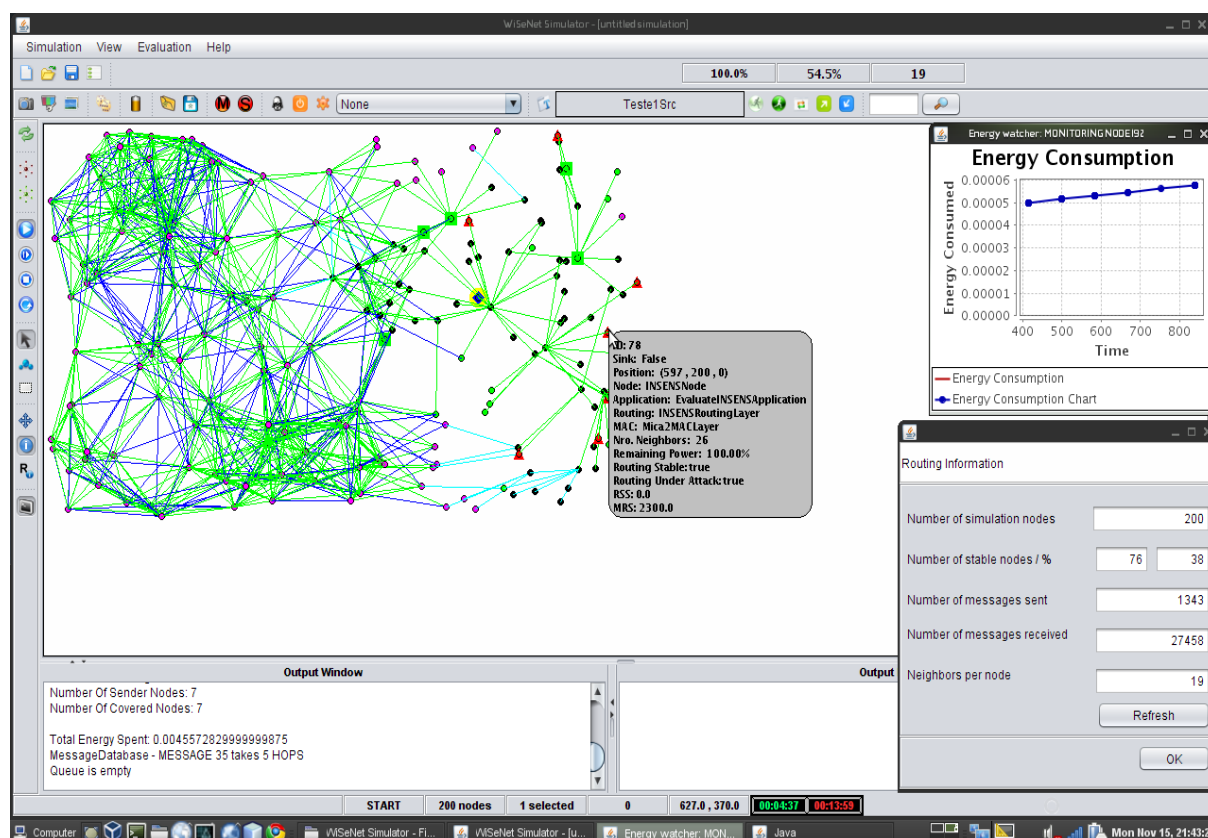 WiSeNet Simulator - [untitled simulation]
Simulation View Evaluation Help
100.0% 54.5% 19
M S None Teste1Src
Energy watcher: MONITORING NODE192
Energy Consumption
Energy Consumed
0.00006
0.00005
0.00004
0.00003
0.00002
0.00001
0.00000
400 500 600 700 800
Time
Energy Consumption
Energy Consumption Chart
R
ID: 78
Sink: False
Position: (597 , 200 , 0)
Node: INSENSNode
Application: EvaluateINSENSApplication
Routing: INSENSRoutingLayer
MAC: Mica2MACLayer
Nro. Neighbors: 26
Remaining Power: 100.00%
Routing Stable:true
Routing Under Attack:true
RSS: 0.0
MRS: 2300.0
Routing Information
Number of simulation nodes 200
Number of stable nodes / % 76 38
Number of messages sent 1343
Number of messages received 27458
Neighbors per node 19
Refresh
OK
Output Window
Output
Number Of Sender Nodes: 7
Number Of Covered Nodes: 7
Total Energy Spent: 0.0045572829999999875
MessageDatabase - MESSAGE 35 takes 5 HOPS
Queue is empty
START 200 nodes 1 selected 0 627.0 , 370.0 00:04:37 00:13:59
Computer WiSeNet Simulator - Fi... WiSeNet Simulator - [u... Energy watcher: MON... Java Mon Nov 15, 21:43:2